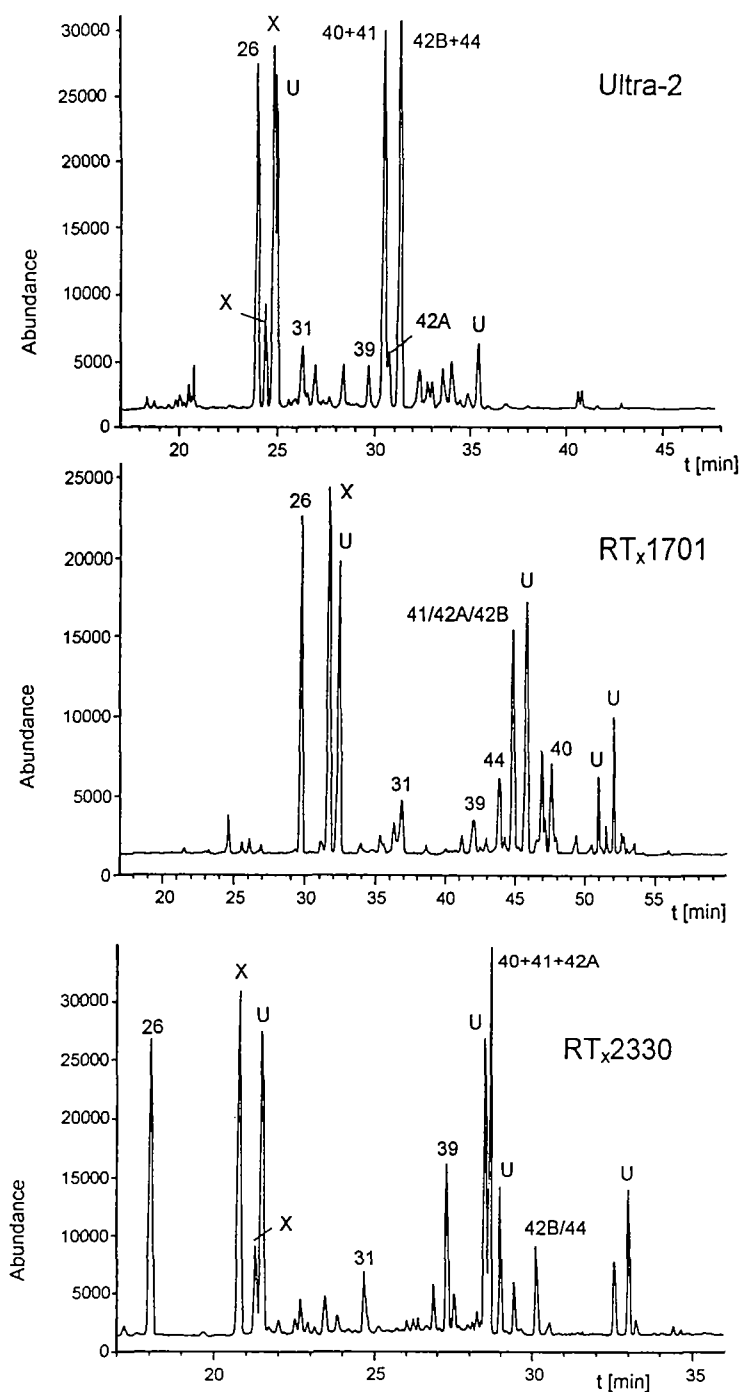 30000
25000
20000
15000
10000
5000
0
Abundance
26
X
U
X
31
39
40+41
42B+44
42A
U
Ultra-2
20
25
30
35
40
45
t [min]
25000
20000
15000
10000
5000
0
Abundance
26
X
U
31
39
44
41/42A/42B
U
40
U
U
RTx1701
20
25
30
35
40
45
50
55
t [min]
30000
25000
20000
15000
10000
5000
0
Abundance
26
X
U
X
31
39
U
40+41+42A
U
42B/44
U
RTx2330
20
25
30
35
t [min]